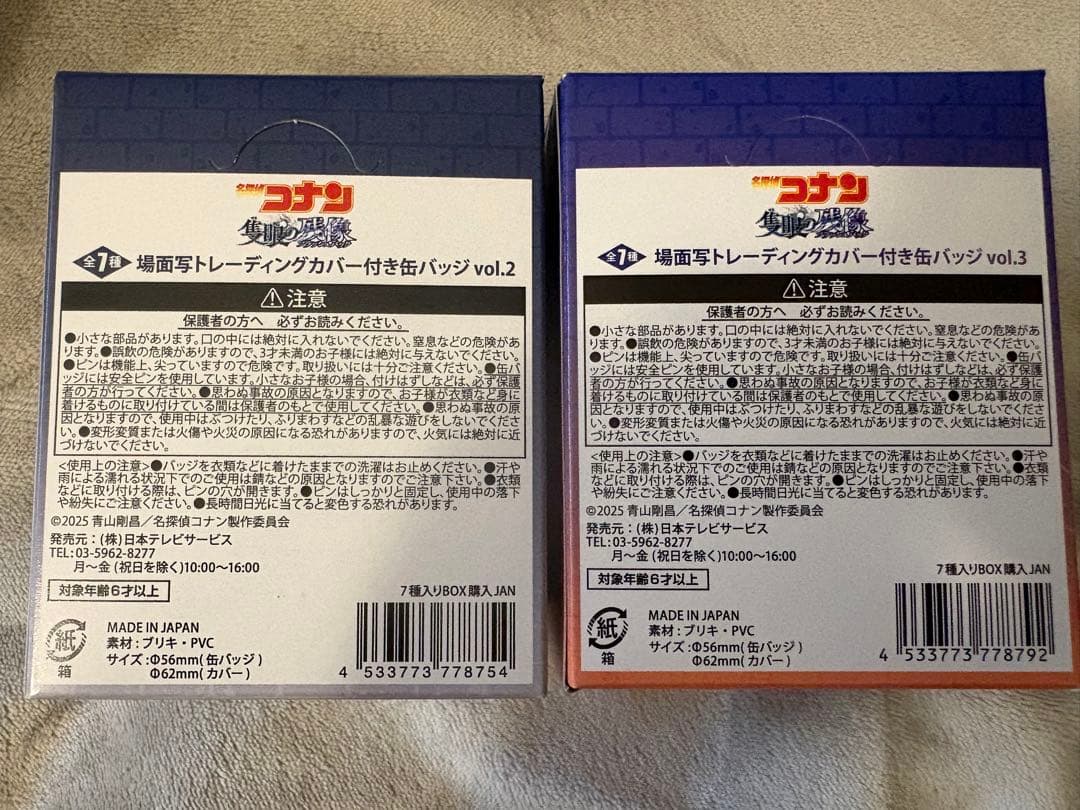 名探偵
コナン
隻眼の残像
全7種 場面写トレーディングカバー付き缶バッジ vol.2
⚠注意
保護者の方へ 必ずお読みください。
●小さな部品があります。口の中には絶対に入れないでください。窒息などの危険があ
ります。●誤飲の危険がありますので、3才未満のお子様には絶対に与えないでください。
●ピンは機能上、尖っていますので危険です。取り扱いには十分ご注意ください。●缶バ
ッジには安全ピンを使用しています。小さなお子様の場合、付けはずしなどは、必ず保護
者の方が行ってください。●思わぬ事故の原因となりますので、お子様が衣類など身に
着けるものに取り付けている間は保護者のもとで使用してください。●思わぬ事故の原
因となりますので、使用中はぶつけたり、ふりまわすなどの乱暴な遊びをしないでくださ
い。●変形変質または火傷や火災の原因になる恐れがありますので、火気には絶対に近
づけないでください。
<使用上の注意>●バッジを衣類などに着けたままでの洗濯はお止めください。●汗や
雨による濡れる状況下でのご使用は錆などの原因となりますのでご注意下さい。●衣類
などに取り付ける際は、ピンの穴が開きます。●ピンはしっかりと固定し、使用中の落下
や紛失にご注意ください。●長時間日光に当てると変色する恐れがあります。
©2025 青山剛昌／名探偵コナン製作委員会
発売元：(株)日本テレビサービス
TEL:03-5962-8277
月〜金 (祝日を除く)10:00〜16:00
対象年齢6才以上
7種入りBOX購入JAN
紙
箱
MADE IN JAPAN
素材：ブリキ・PVC
サイズ：Φ56mm(缶バッジ)
Φ62mm(カバー)
4 533773 778754
名探偵
コナン
隻眼の残像
全7種 場面写トレーディングカバー付き缶バッジ vol.3
⚠注意
保護者の方へ 必ずお読みください。
●小さな部品があります。口の中には絶対に入れないでください。窒息などの危険があ
ります。●誤飲の危険がありますので、3才未満のお子様には絶対に与えないでください。
●ピンは機能上、尖っていますので危険です。取り扱いには十分ご注意ください。●缶バ
ッジには安全ピンを使用しています。小さなお子様の場合、付けはずしなどは、必ず保護
者の方が行ってください。●思わぬ事故の原因となりますので、お子様が衣類など身に
着けるものに取り付けている間は保護者のもとで使用してください。●思わぬ事故の原
因となりますので、使用中はぶつけたり、ふりまわすなどの乱暴な遊びをしないでくださ
い。●変形変質または火傷や火災の原因になる恐れがありますので、火気には絶対に近
づけないでください。
<使用上の注意>●バッジを衣類などに着けたままでの洗濯はお止めください。●汗や
雨による濡れる状況下でのご使用は錆などの原因となりますのでご注意下さい。●衣類
などに取り付ける際は、ピンの穴が開きます。●ピンはしっかりと固定し、使用中の落下
や紛失にご注意ください。●長時間日光に当てると変色する恐れがあります。
©2025 青山剛昌／名探偵コナン製作委員会
発売元：(株)日本テレビサービス
TEL:03-5962-8277
月〜金 (祝日を除く)10:00〜16:00
対象年齢6才以上
7種入りBOX購入JAN
紙
箱
MADE IN JAPAN
素材：ブリキ・PVC
サイズ：Φ56mm(缶バッジ)
Φ62mm(カバー)
4 533773 778792